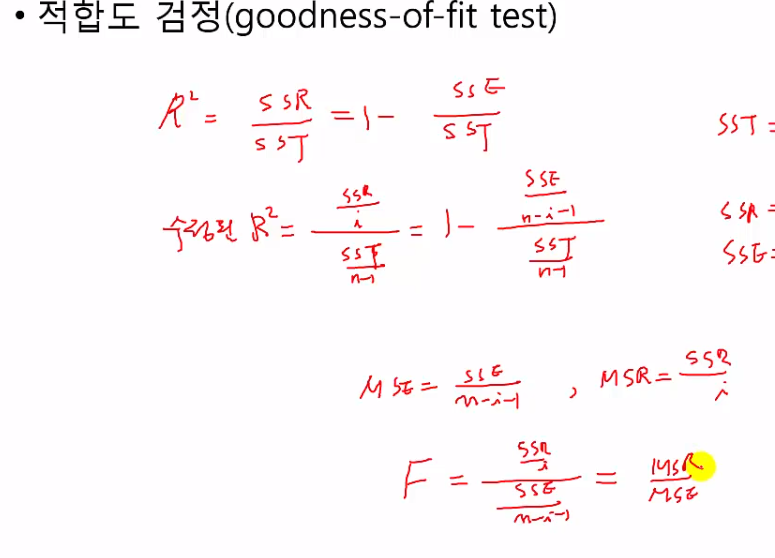 • 적합도 검정(goodness-of-fit test)
R² = SSR/SST = 1 - SSE/SST
SST =
수정된 R² = (SSR/i)/(SST/(n-1)) = 1 - (SSE/(n-i-1))/(SST/(n-1))
SSR =
SSE =
MSE = SSE/(n-i-1) , MSR = SSR/i
F = (SSR/i)/(SSE/(n-i-1)) = MSR/MSE